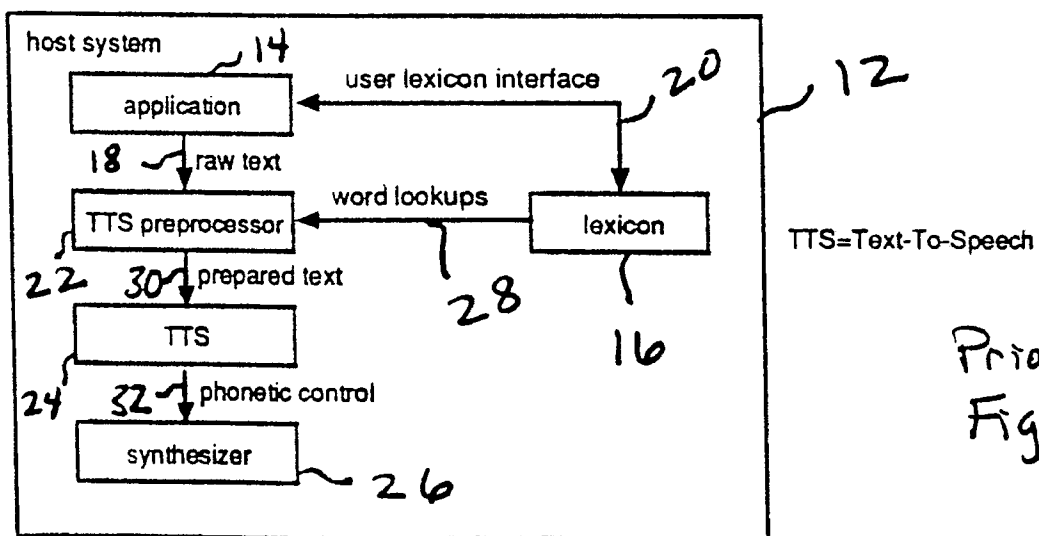 host system
14
application
user lexicon interface
20
12
18
raw text
TTS preprocessor
word lookups
lexicon
TTS=Text-To-Speech
22
30
prepared text
28
16
TTS
24
32
phonetic control
synthesizer
26
Fig